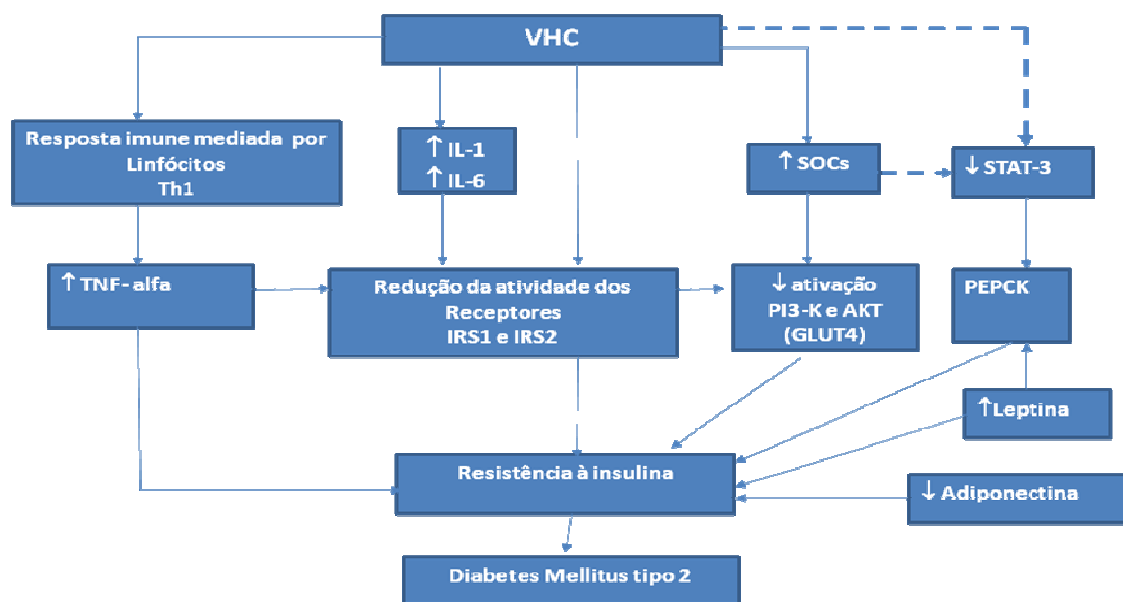 VHC
Resposta imune mediada por
Linfócitos
Th1
↑ IL-1
↑ IL-6
↑ SOCs
↓ STAT-3
↑ TNF- alfa
Redução da atividade dos
Receptores
IRS1 e IRS2
↓ ativação
PI3-K e AKT
(GLUT4)
PEPCK
↑Leptina
Resistência à insulina
↓ Adiponectina
Diabetes Mellitus tipo 2